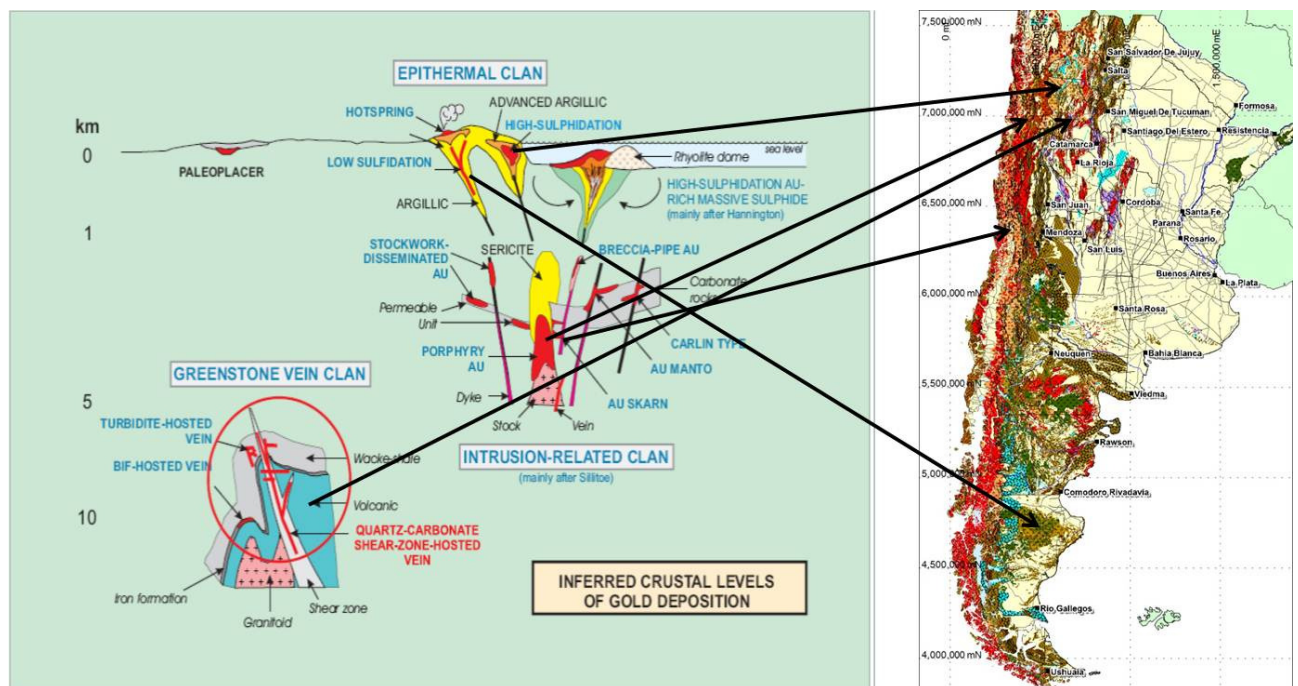 EPITHERMAL CLAN
HOTSPRING
ADVANCED ARGILLIC
HIGH-SULPHIDATION
km
0
PALEOPLACER
LOW SULFIDATION
Rhyolite dome
sea level
ARGILLIC
HIGH-SULPHIDATION AU-
RICH MASSIVE SULPHIDE
(mainly after Hannington)
1
STOCKWORK-
DISSEMINATED
AU
SERICITE
BRECCIA-PIPE AU
Permeable
Unit
Carbonate
rocks
PORPHYRY
AU
CARLIN TYPE
AU MANTO
AU SKARN
Dyke
Stock
Vein
5
GREENSTONE VEIN CLAN
INTRUSION-RELATED CLAN
(mainly after Sillitoe)
TURBIDITE-HOSTED
VEIN
BIF-HOSTED VEIN
Wacke-shale
Volcanic
10
QUARTZ-CARBONATE
SHEAR-ZONE-HOSTED
VEIN
Iron formation
Granitoid
Shear zone
INFERRED CRUSTAL LEVELS
OF GOLD DEPOSITION
7,500,000 mN
0 m
1,500,000 mE
San Salvador De Jujuy
Salta
7,000,000 mN
San Miguel De Tucuman
Formosa
Santiago Del Estero
Resistencia
Catamarca
La Rioja
6,500,000 mN
San Juan
Cordoba
Santa Fe
Parana
Mendoza
San Luis
Rosario
Buenos Aires
La Plata
6,000,000 mN
Santa Rosa
Neuquen
Bahia Blanca
5,500,000 mN
Viedma
Rawson
5,000,000 mN
Comodoro Rivadavia
4,500,000 mN
Rio Gallegos
4,000,000 mN
Ushuaia